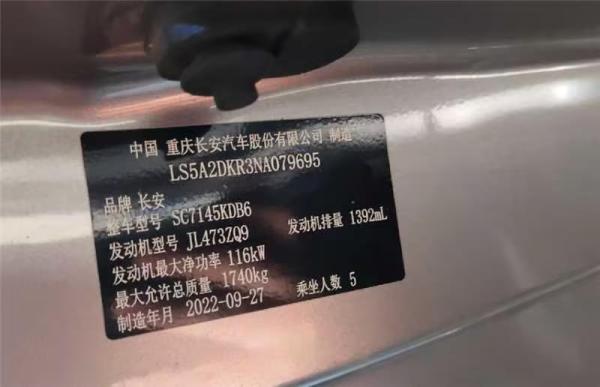 中国 重庆长安汽车股份有限公司 制造
LS5A2DKR3NA079695
品牌 长安
整车型号 SC7145KDB6
发动机型号 JL473ZQ9 发动机排量 1392mL
发动机最大净功率 116kW
最大允许总质量 1740kg
制造年月 2022-09-27 乘坐人数 5